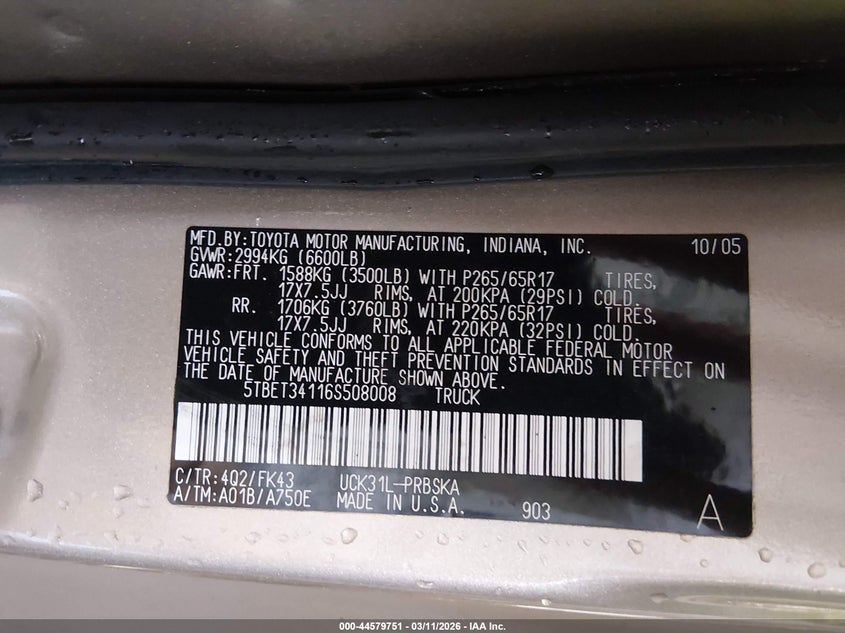 MFD.BY:TOYOTA MOTOR MANUFACTURING, INDIANA, INC. 10/05
GVWR:2994KG (6600LB)
GAWR:FRT. 1588KG (3500LB) WITH P265/65R17 TIRES,
17X7.5JJ RIMS, AT 200KPA (29PSI) COLD.
RR. 1706KG (3760LB) WITH P265/65R17 TIRES,
17X7.5JJ RIMS, AT 220KPA (32PSI) COLD.
THIS VEHICLE CONFORMS TO ALL APPLICABLE FEDERAL MOTOR
VEHICLE SAFETY AND THEFT PREVENTION STANDARDS IN EFFECT ON
THE DATE OF MANUFACTURE SHOWN ABOVE.
5TBET34116S508008 TRUCK
C/TR:4Q2/FK43 UCK31L-PRBSKA
A/TM:A01B/A750E MADE IN U.S.A. 903 A
000-44579751 - 03/11/2026 - IAA Inc.